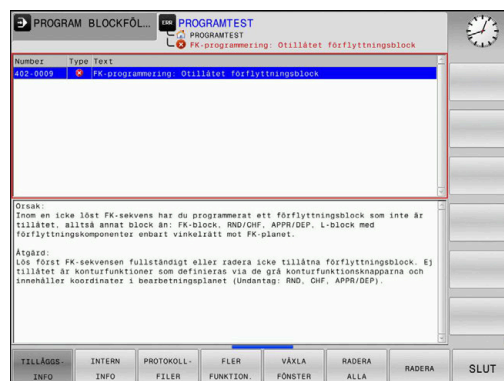 PROGRAM BLOCKFÖL...
ERR PROGRAMTEST
PROGRAMTEST
FK-programmering: Otillåtet förflyttningsblock
Number Type Text
402-0009 FK-programmering: Otillåtet förflyttningsblock
Orsak:
Inom en icke löst FK-sekvens har du programmerat ett förflyttningsblock som inte är
tillåtet, alltså annat block än: FK-block, RND/CHF, APPR/DEP, L-block med
förflyttningskomponenter enbart vinkelrätt mot FK-planet.
Åtgärd:
Lös först FK-sekvensen fullständigt eller radera icke tillåtna förflyttningsblock. Ej
tillåtet är konturfunktioner som definieras via de grå konturfunktionsknapparna och
innehåller koordinater i bearbetningsplanet (Undantag: RND, CHF, APPR/DEP).
TILLÄGGS-
INFO
INTERN
INFO
PROTOKOLL-
FILER
FLER
FUNKTION.
VÄXLA
FÖNSTER
RADERA
ALLA
RADERA
SLUT